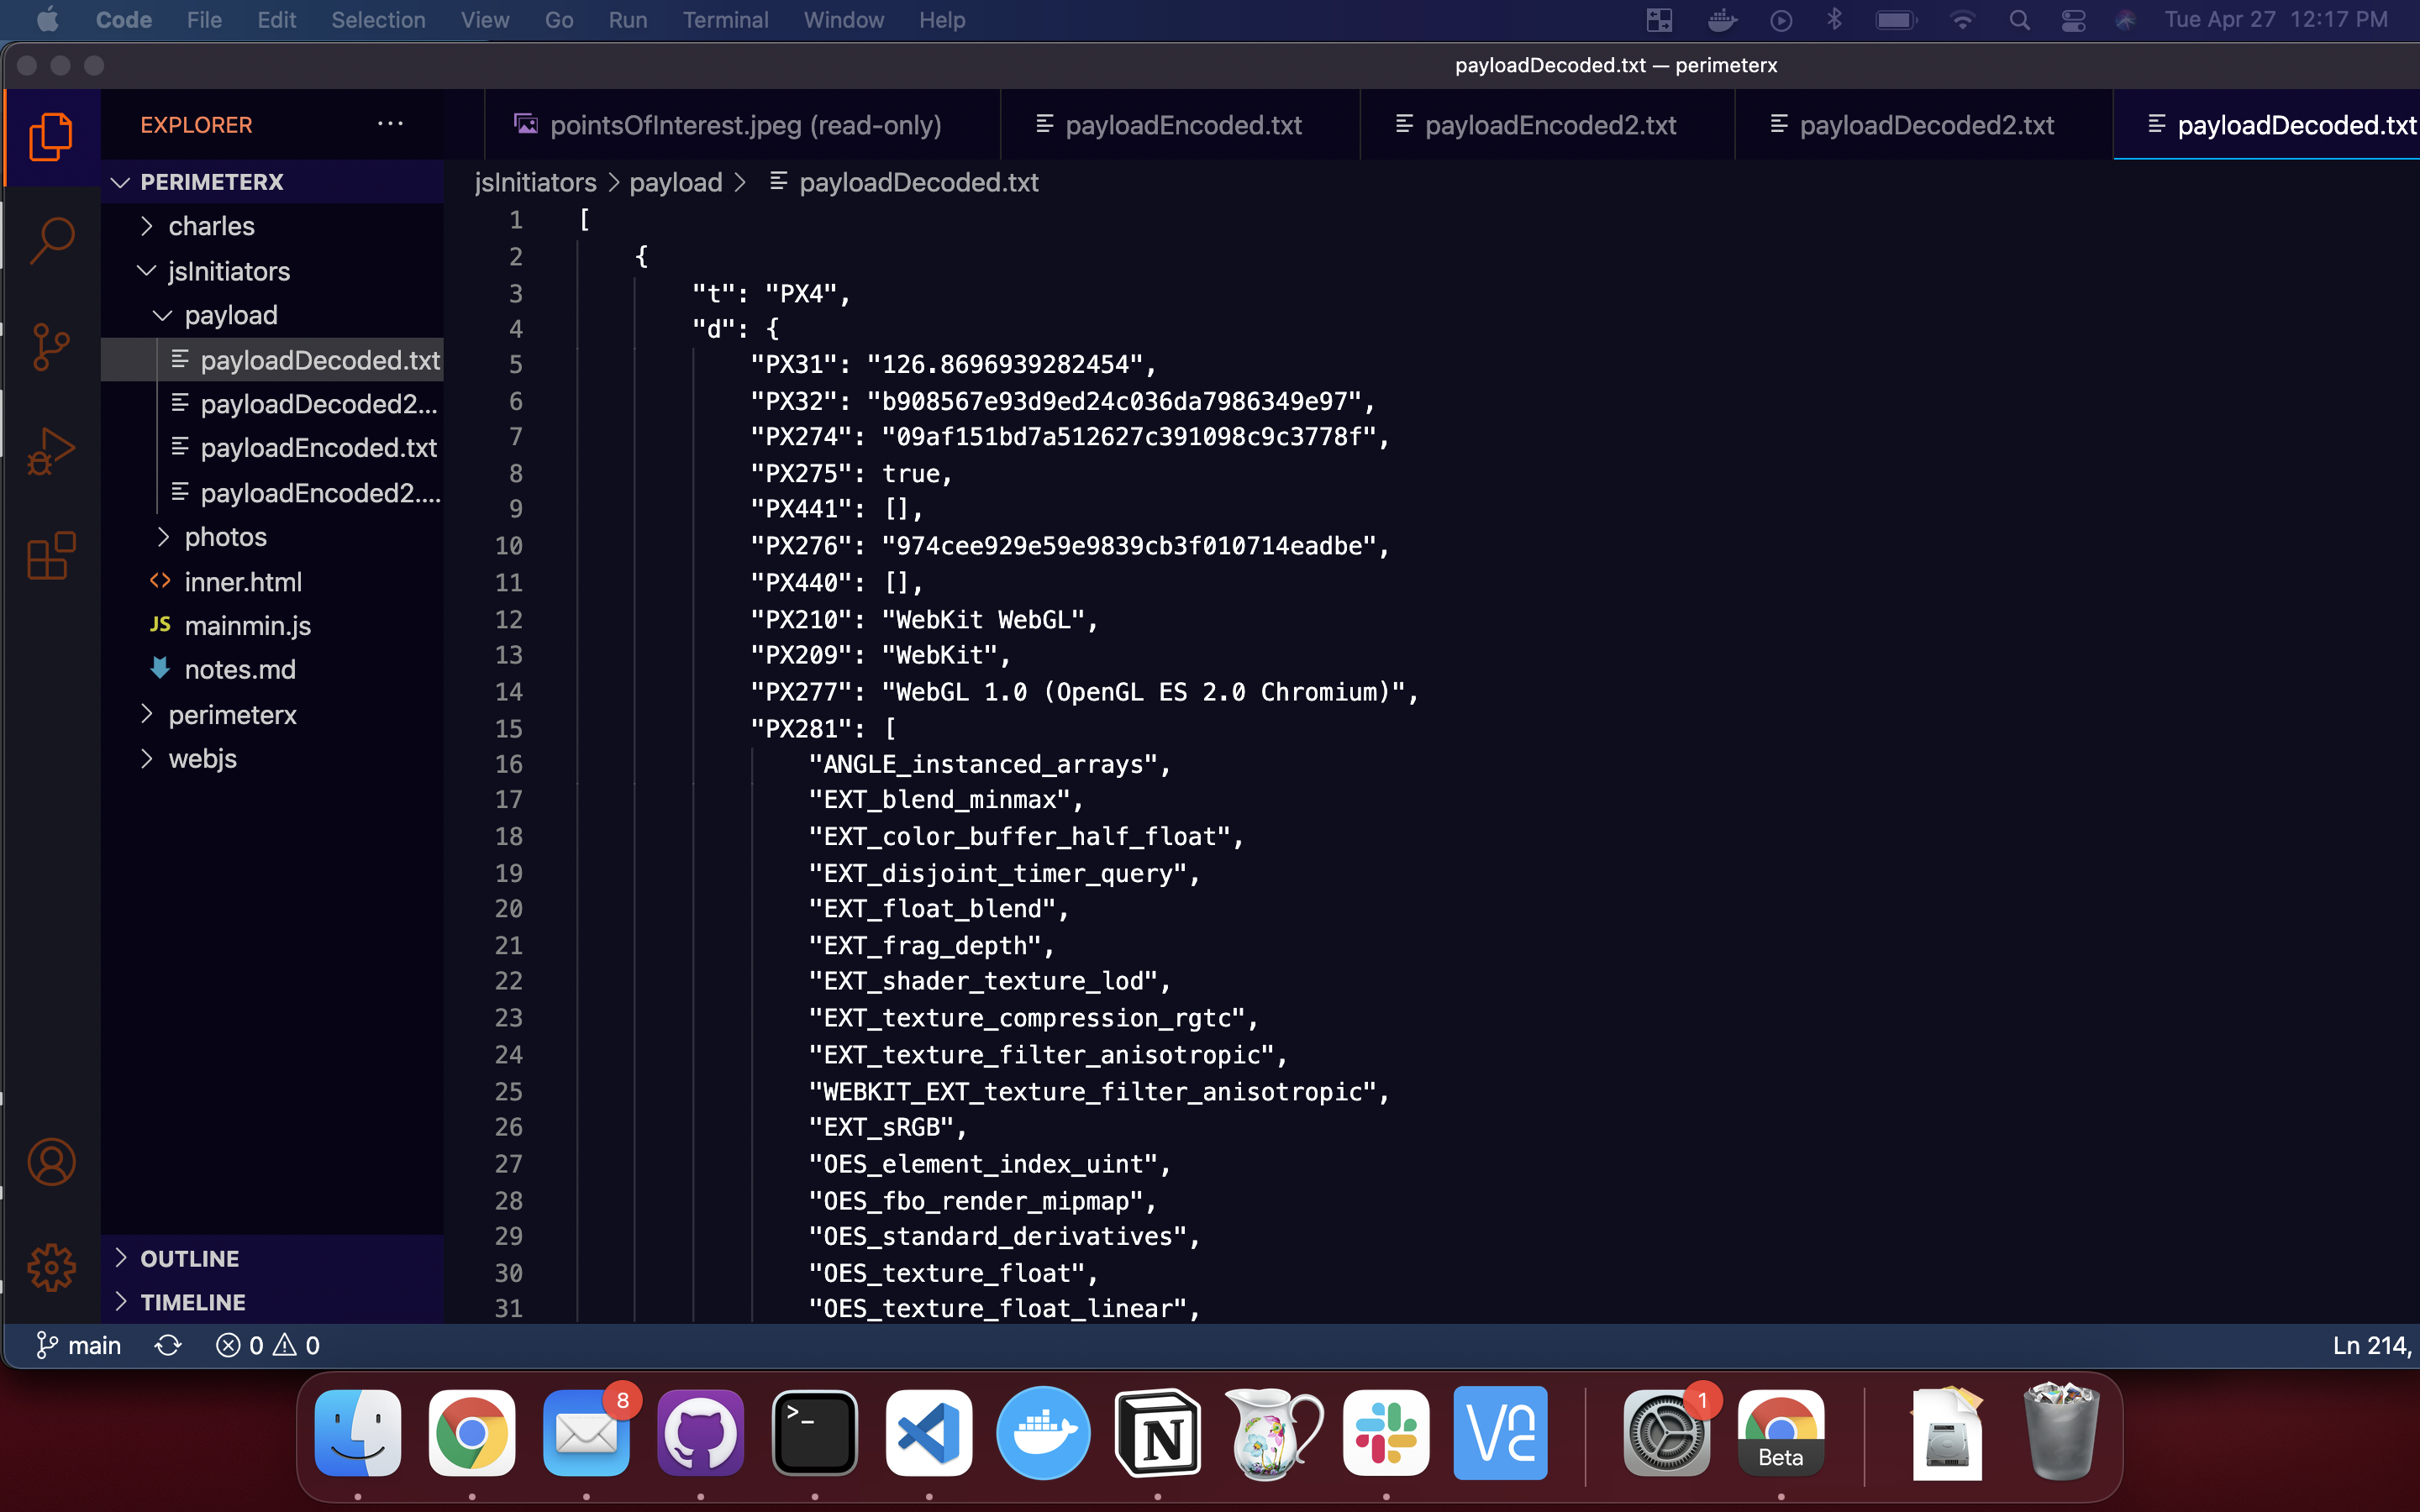 Code File Edit Selection View Go Run Terminal Window Help Tue Apr 27 12:17 PM
payloadDecoded.txt — perimeterx
EXPLORER ···
pointsOfInterest.jpeg (read-only) payloadEncoded.txt payloadEncoded2.txt payloadDecoded2.txt payloadDecoded.txt
PERIMETERX
charles
jsInitiators
payload
payloadDecoded.txt
payloadDecoded2...
payloadEncoded.txt
payloadEncoded2....
photos
<> inner.html
JS mainmin.js
notes.md
perimeterx
webjs
OUTLINE
TIMELINE
jsInitiators > payload > payloadDecoded.txt
1 [
2 {
3 "t": "PX4",
4 "d": {
5 "PX31": "126.8696939282454",
6 "PX32": "b908567e93d9ed24c036da7986349e97",
7 "PX274": "09af151bd7a512627c391098c9c3778f",
8 "PX275": true,
9 "PX441": [],
10 "PX276": "974cee929e59e9839cb3f010714eadbe",
11 "PX440": [],
12 "PX210": "WebKit WebGL",
13 "PX209": "WebKit",
14 "PX277": "WebGL 1.0 (OpenGL ES 2.0 Chromium)",
15 "PX281": [
16 "ANGLE_instanced_arrays",
17 "EXT_blend_minmax",
18 "EXT_color_buffer_half_float",
19 "EXT_disjoint_timer_query",
20 "EXT_float_blend",
21 "EXT_frag_depth",
22 "EXT_shader_texture_lod",
23 "EXT_texture_compression_rgtc",
24 "EXT_texture_filter_anisotropic",
25 "WEBKIT_EXT_texture_filter_anisotropic",
26 "EXT_sRGB",
27 "OES_element_index_uint",
28 "OES_fbo_render_mipmap",
29 "OES_standard_derivatives",
30 "OES_texture_float",
31 "OES_texture_float_linear",
main 0 0 Ln 214,
8 >_ N V2 1 Beta